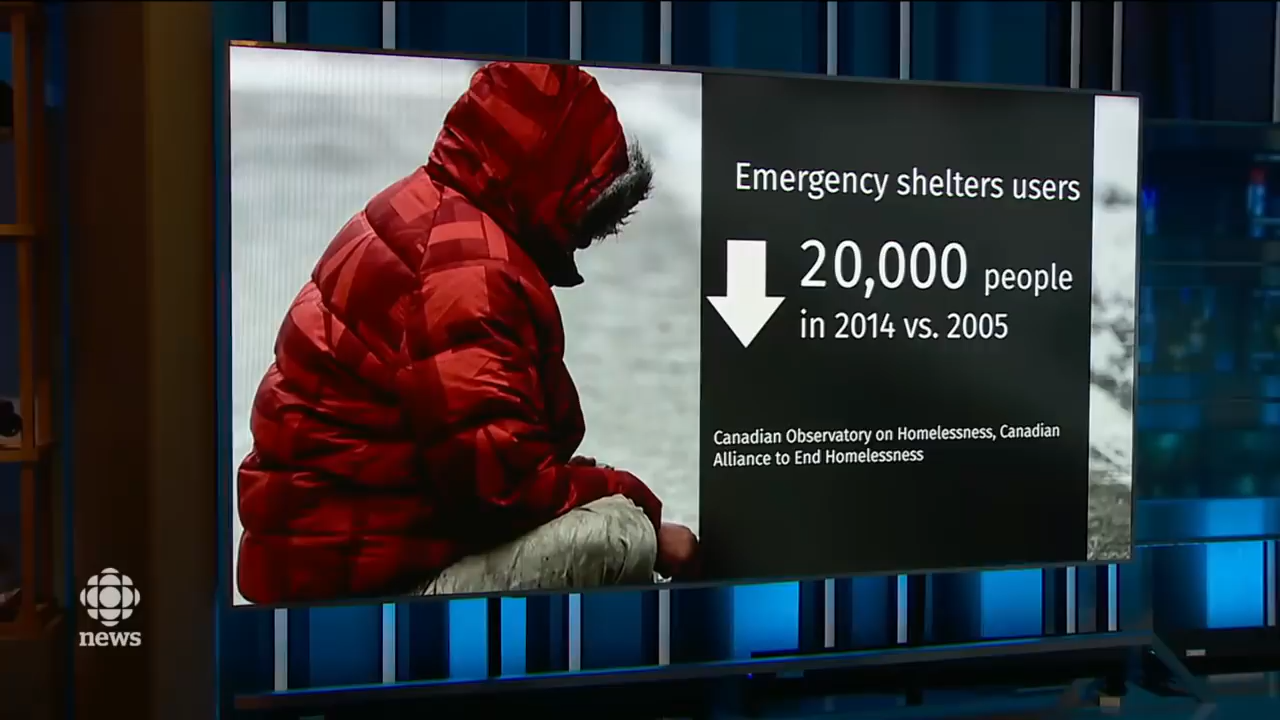 Emergency shelters users
20,000 people
in 2014 vs. 2005
Canadian Observatory on Homelessness, Canadian
Alliance to End Homelessness
news